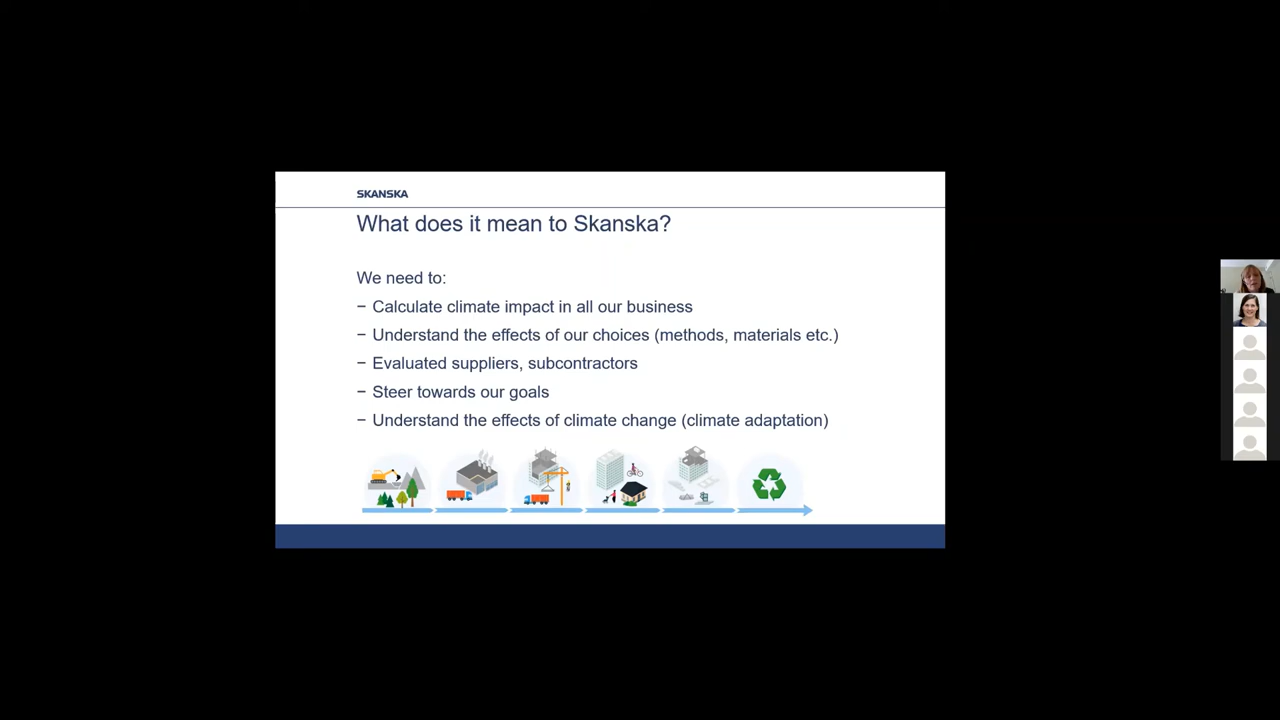 SKANSKA
What does it mean to Skanska?
We need to:
− Calculate climate impact in all our business
− Understand the effects of our choices (methods, materials etc.)
− Evaluated suppliers, subcontractors
− Steer towards our goals
− Understand the effects of climate change (climate adaptation)